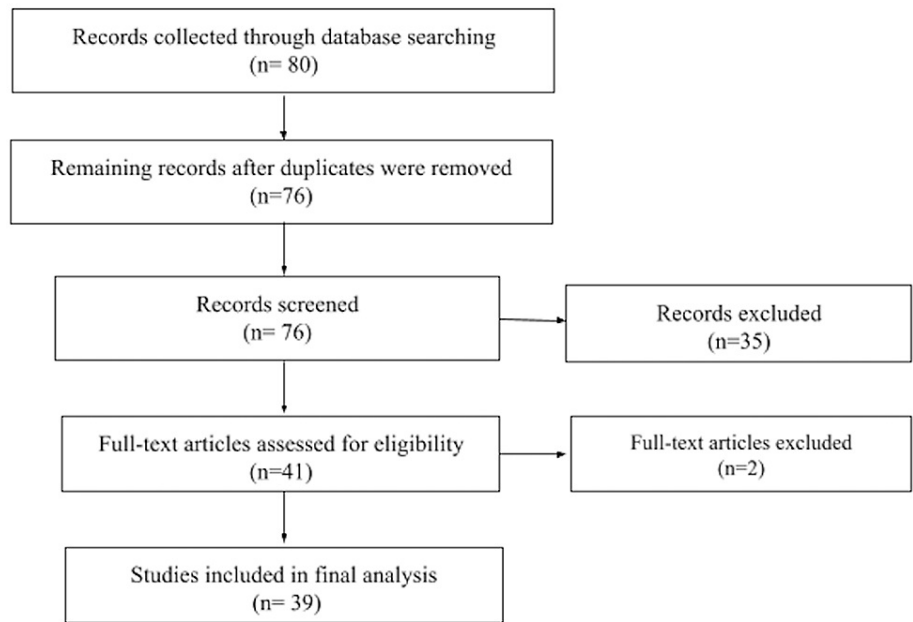 Records collected through database searching
(n= 80)
Remaining records after duplicates were removed
(n=76)
Records screened
(n= 76)
Records excluded
(n=35)
Full-text articles assessed for eligibility
(n=41)
Full-text articles excluded
(n=2)
Studies included in final analysis
(n= 39)